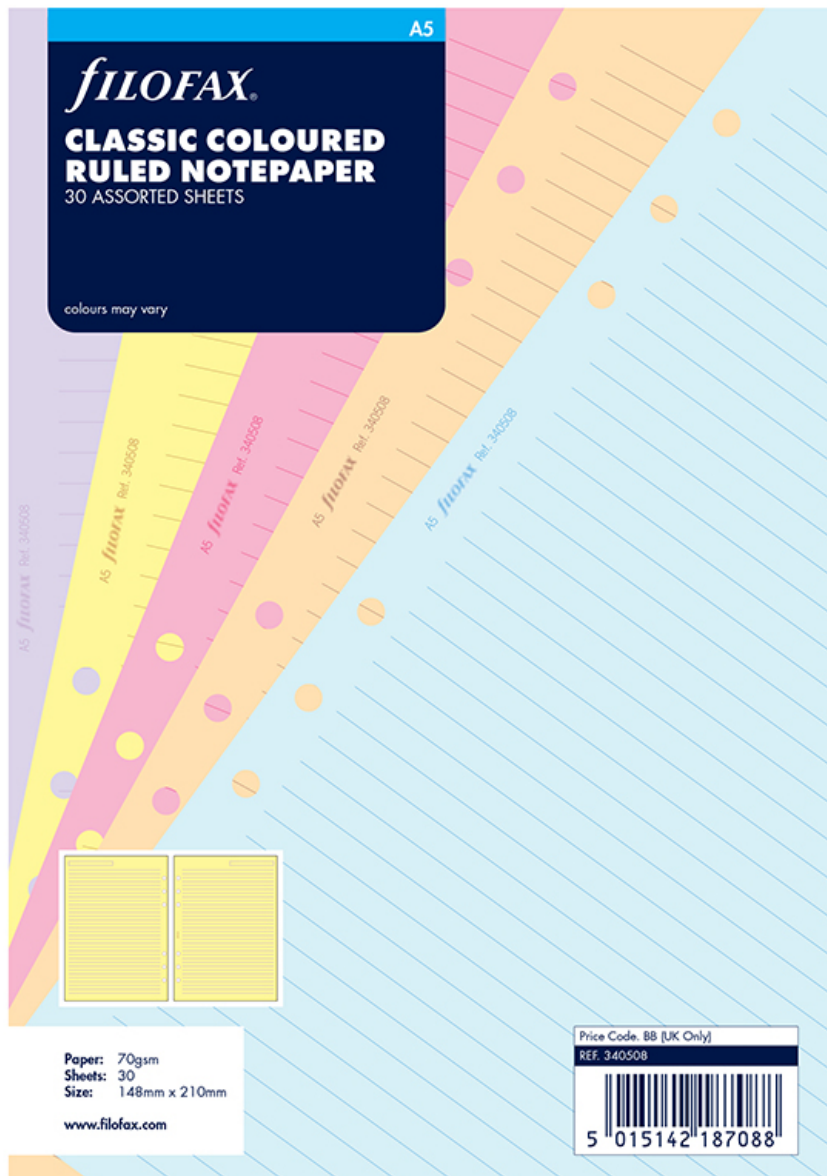 A5
FILOFAX®
CLASSIC COLOURED
RULED NOTEPAPER
30 ASSORTED SHEETS
colours may vary
A5 FILOFAX Ref. 340508
A5 FILOFAX Ref. 340508
A5 FILOFAX Ref. 340508
A5 FILOFAX Ref. 340508
A5 FILOFAX Ref. 340508
Paper: 70gsm
Sheets: 30
Size: 148mm x 210mm
www.filofax.com
Price Code. BB (UK Only)
REF. 340508
5 015142 187088